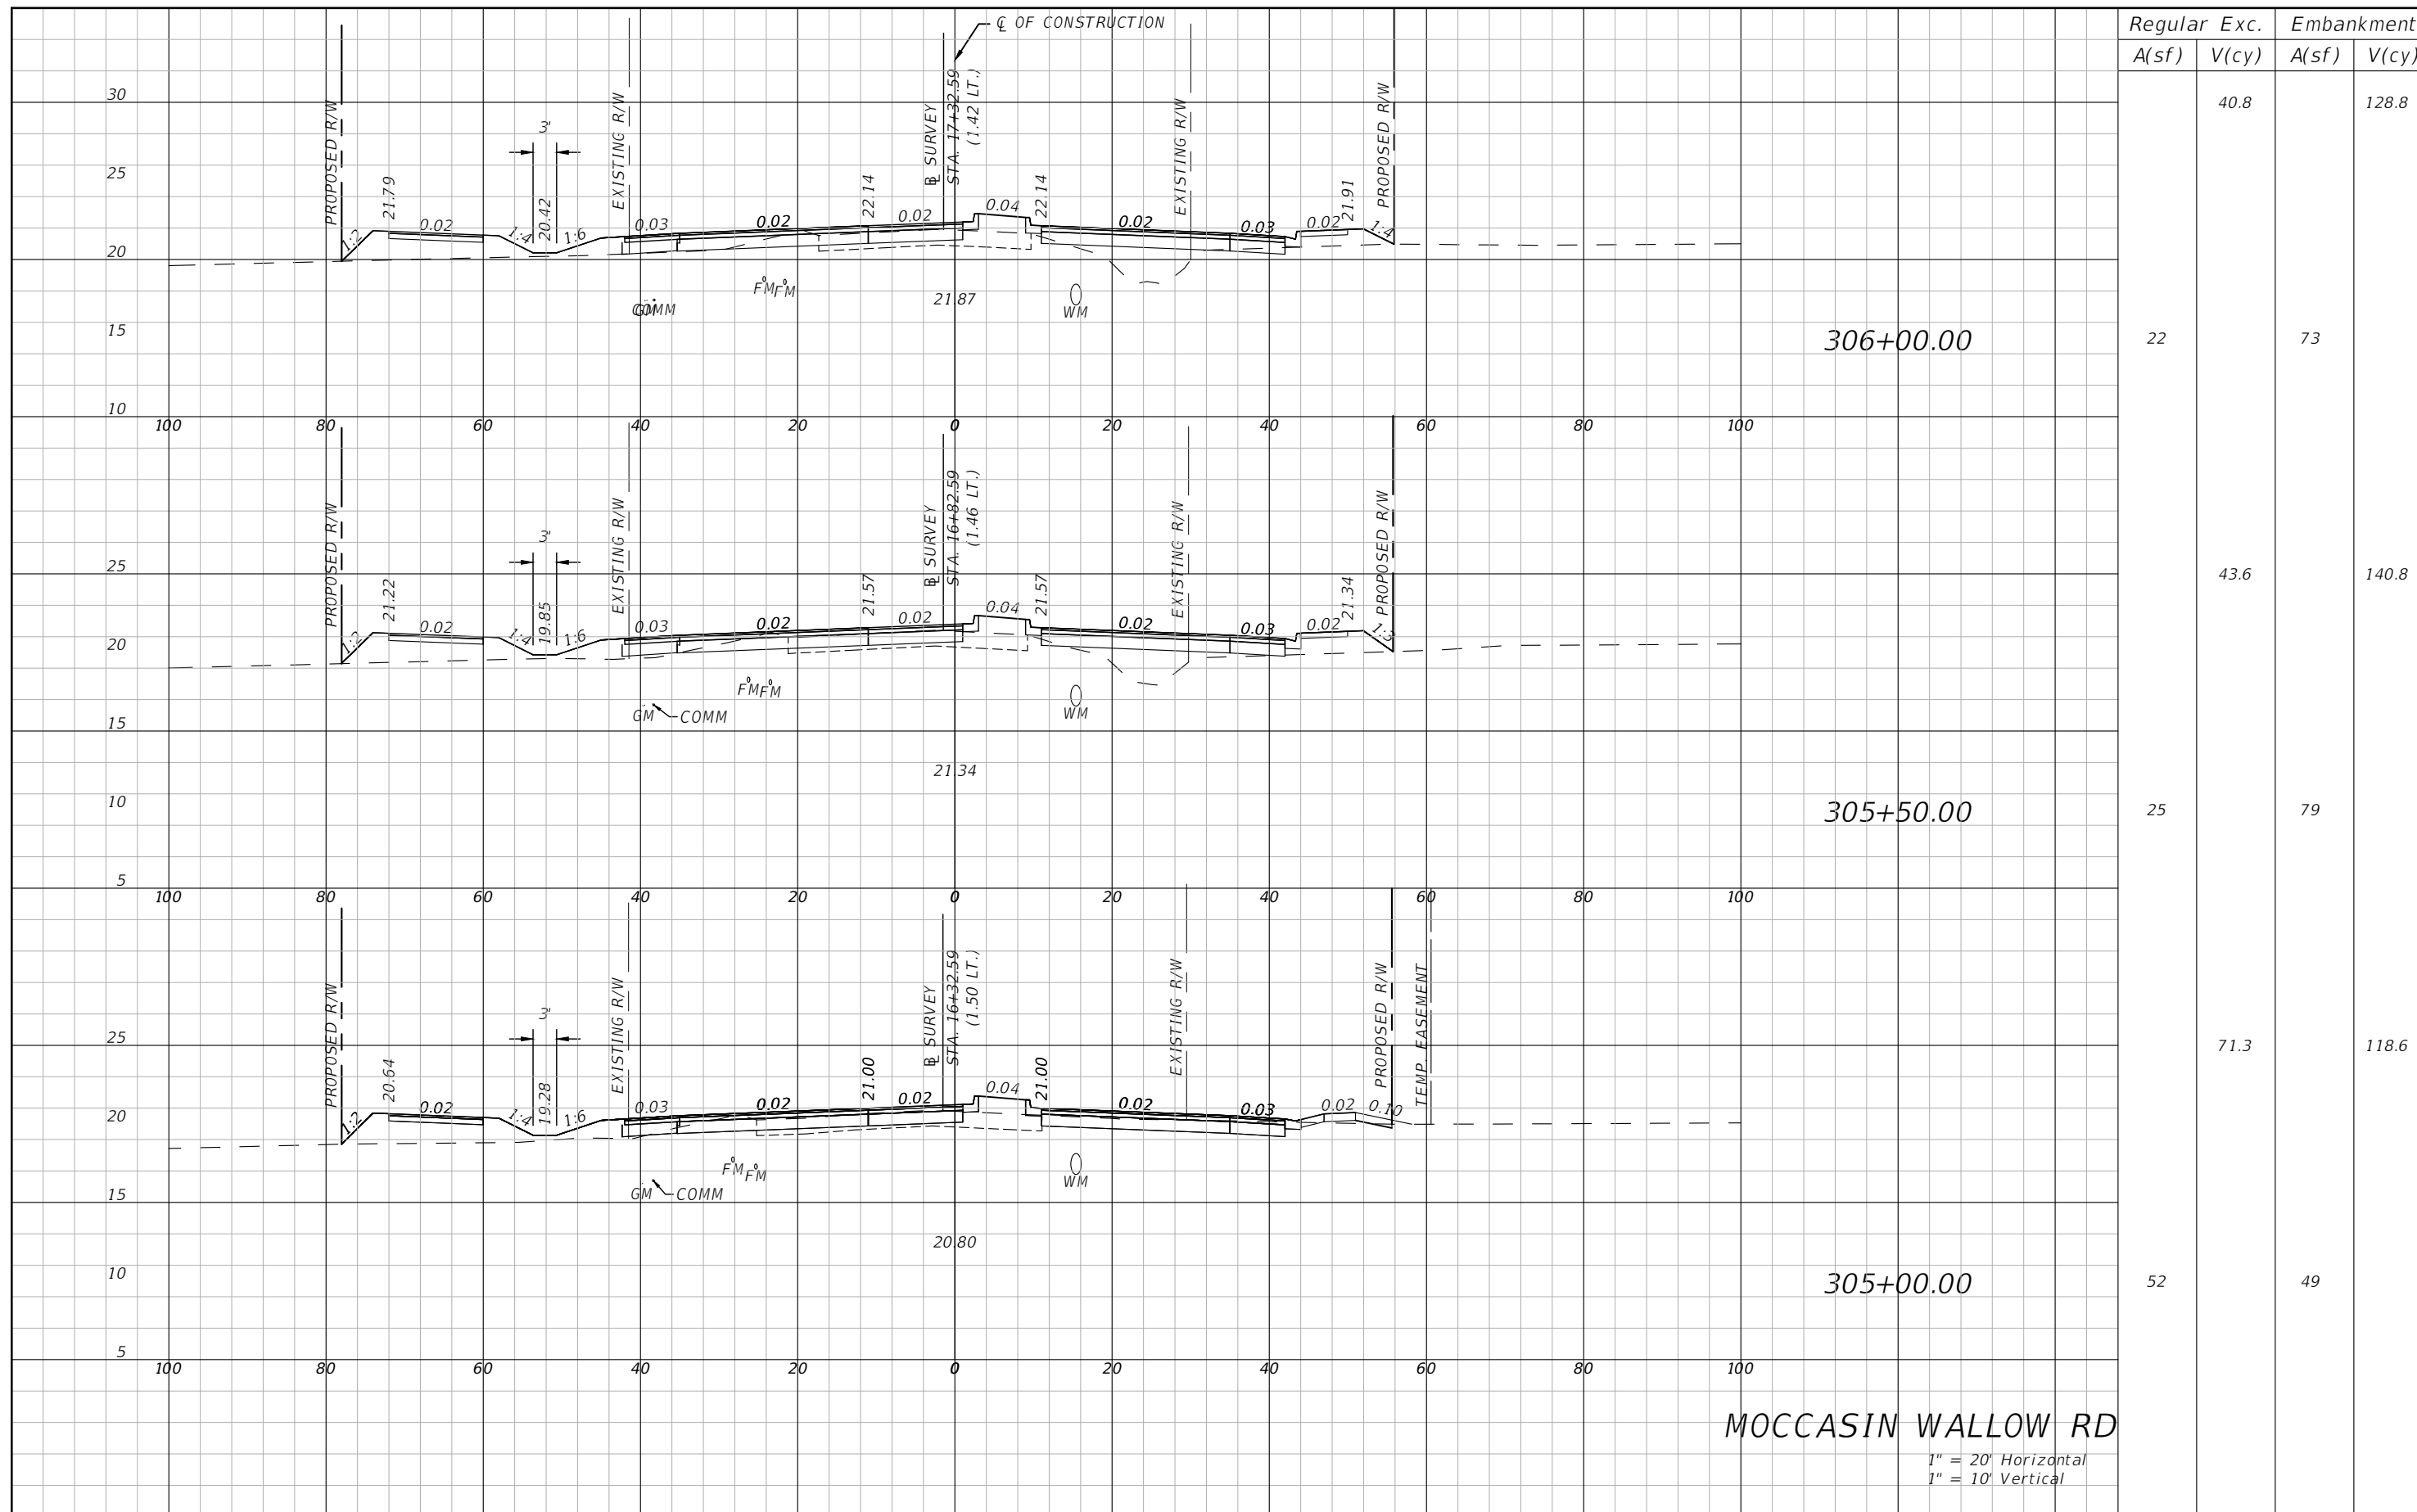 Regular Exc. Embankment
A(sf) V(cy) A(sf) V(cy)
℄ OF CONSTRUCTION
30
25
20
15
10
40.8 128.8
PROPOSED R/W
21.79
3'
20.42
EXISTING R/W
22.14
℔ SURVEY
STA. 17+32.59
(1.42 LT.)
22.14
EXISTING R/W
21.91
PROPOSED R/W
1:2 0.02 1:4 1:6 0.03 0.02 0.02 0.04 0.02 0.03 0.02 1:4
COMM
GM
FM FM
21.87
WM
306+00.00 22 73
100 80 60 40 20 0 20 40 60 80 100
25
20
15
10
5
43.6 140.8
PROPOSED R/W
21.22
3'
19.85
EXISTING R/W
21.57
℔ SURVEY
STA. 16+82.59
(1.46 LT.)
21.57
EXISTING R/W
21.34
PROPOSED R/W
1:2 0.02 1:4 1:6 0.03 0.02 0.02 0.04 0.02 0.03 0.02 1:3
GM COMM
FM FM
WM
21.34
305+50.00 25 79
100 80 60 40 20 0 20 40 60 80 100
25
20
15
10
5
71.3 118.6
PROPOSED R/W
20.64
3'
19.28
EXISTING R/W
21.00
℔ SURVEY
STA. 16+32.59
(1.50 LT.)
21.00
EXISTING R/W
PROPOSED R/W
TEMP. EASEMENT
1:2 0.02 1:4 1:6 0.03 0.02 0.02 0.04 0.02 0.03 0.02 0.10
GM COMM
FM FM
WM
20.80
305+00.00 52 49
100 80 60 40 20 0 20 40 60 80 100
MOCCASIN WALLOW RD
1" = 20' Horizontal
1" = 10' Vertical